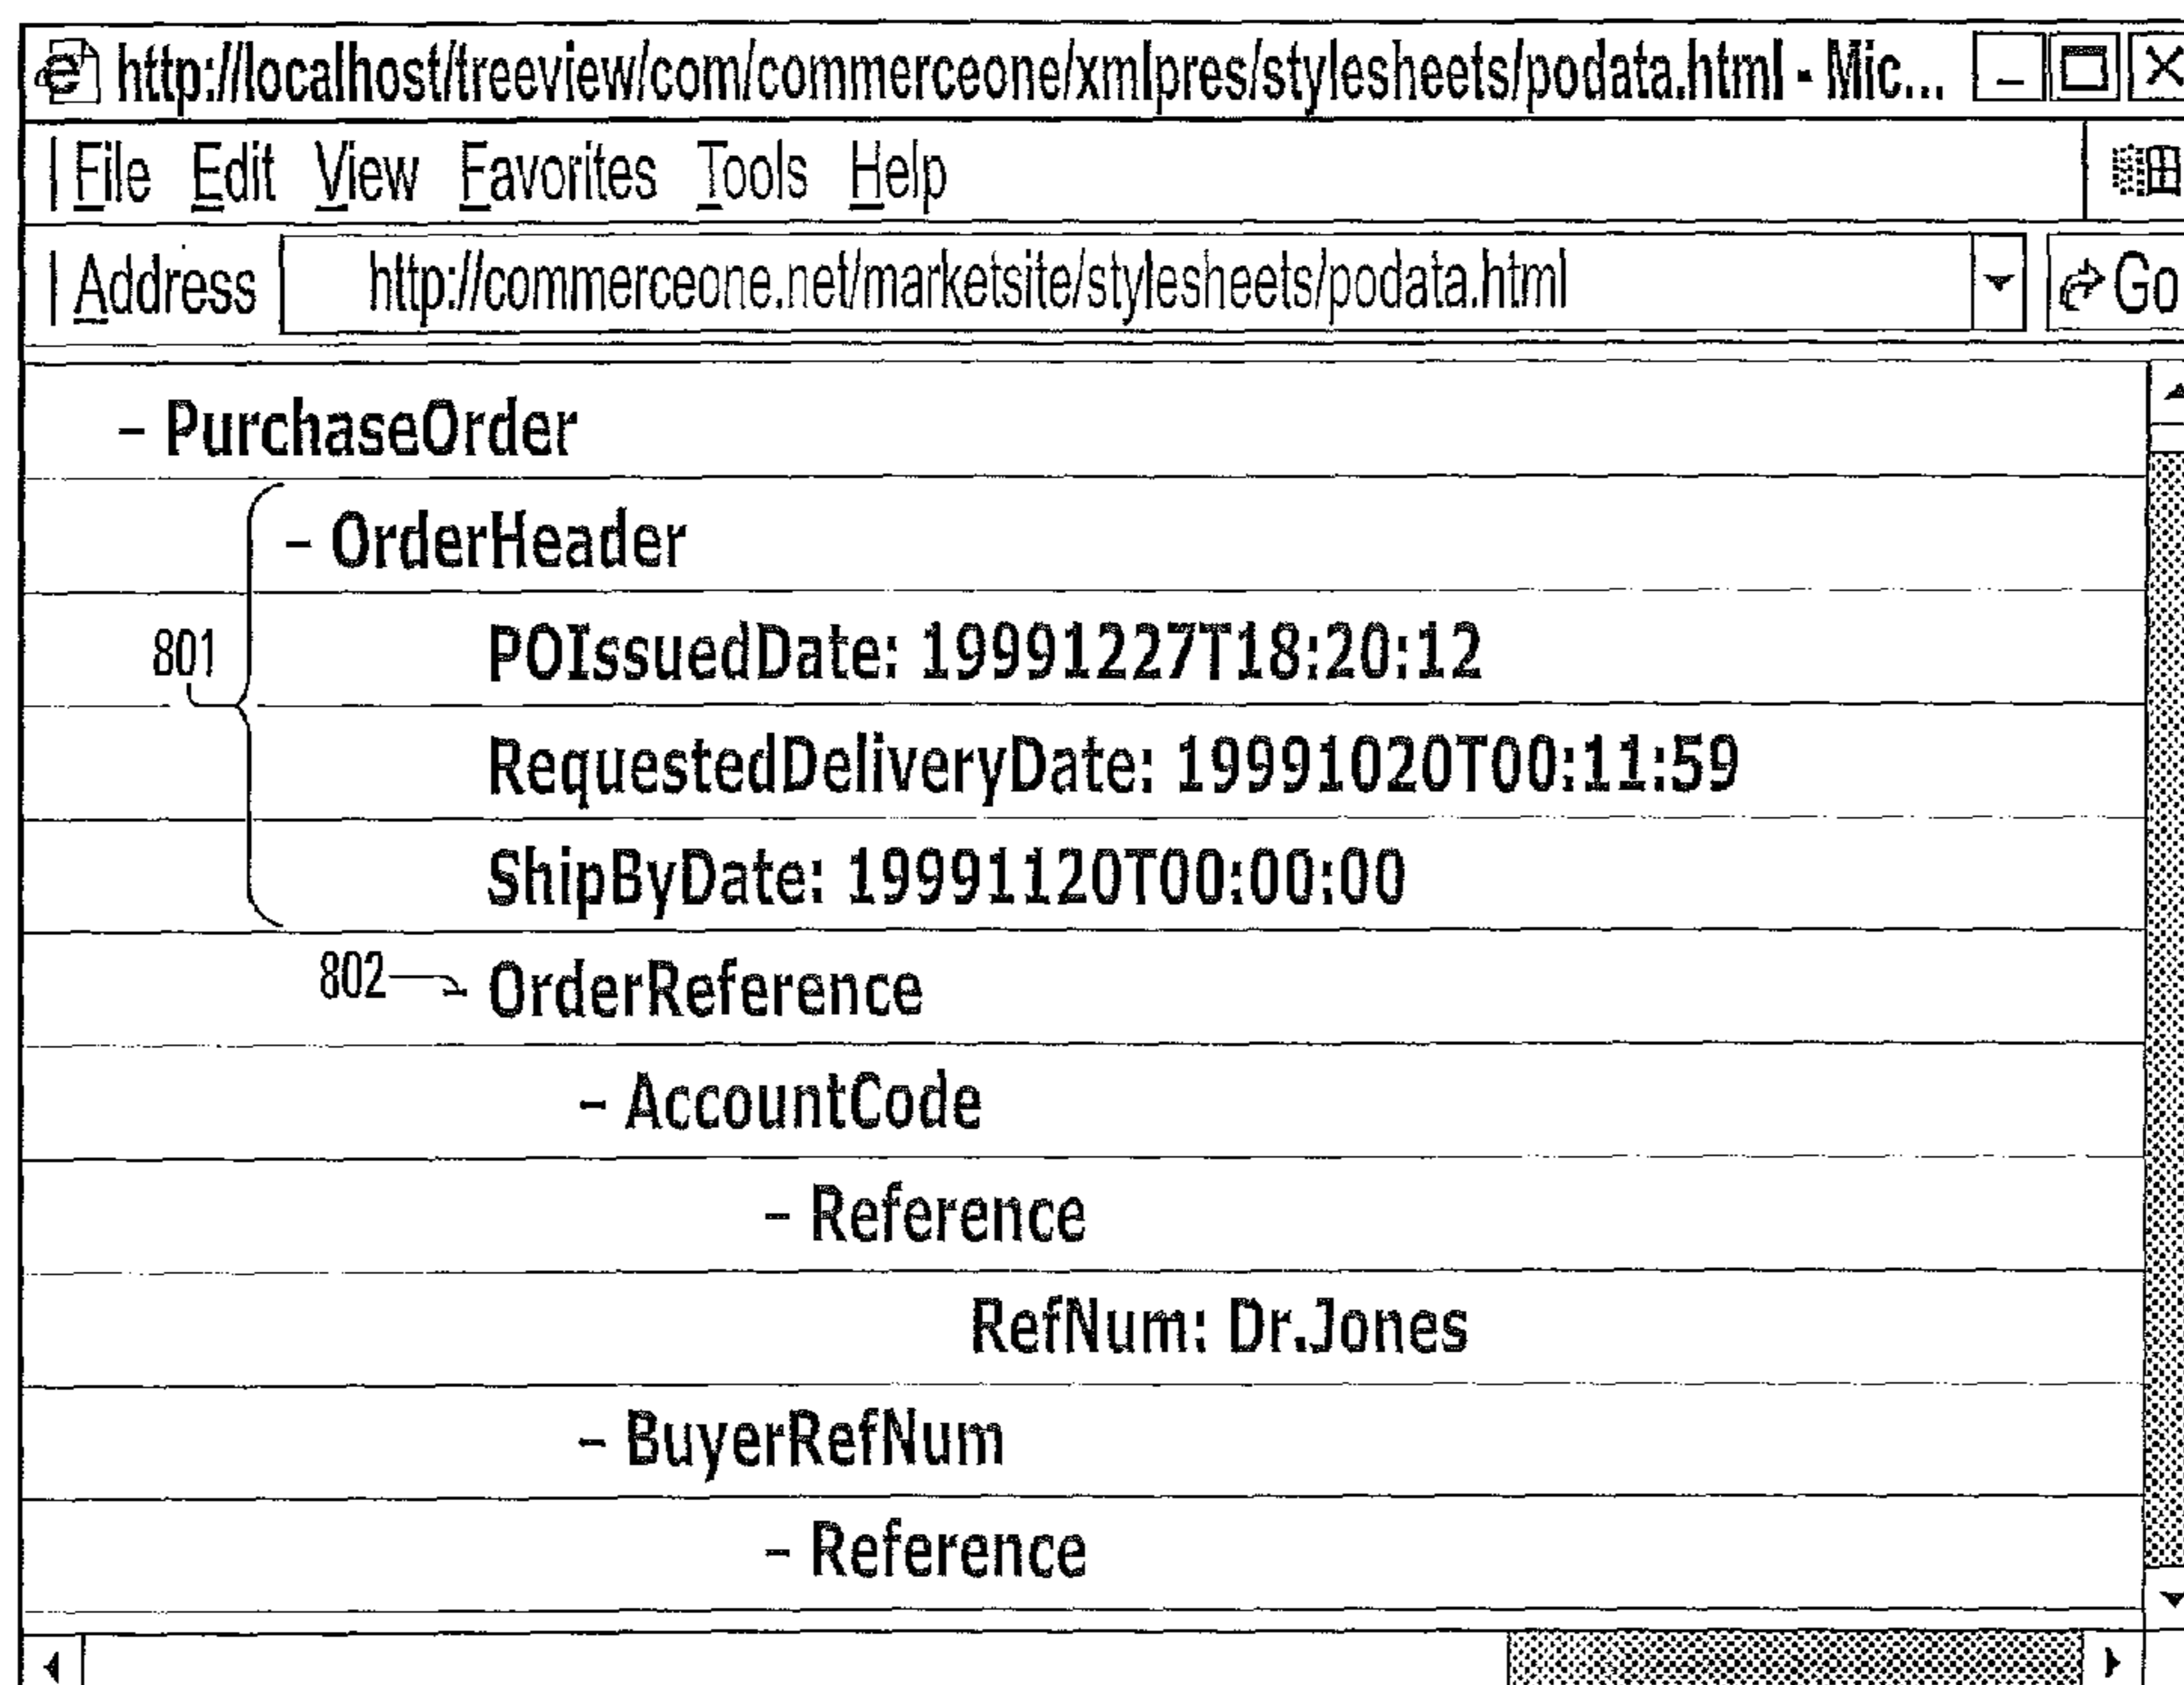 http://localhost/treeview/com/commerceone/xmlpres/stylesheets/podata.html - Mic...
File Edit View Favorites Tools Help
Address http://commerceone.net/marketsite/stylesheets/podata.html Go
- PurchaseOrder
- OrderHeader
801 POIssuedDate: 19991227T18:20:12
RequestedDeliveryDate: 19991020T00:11:59
ShipByDate: 19991120T00:00:00
802 OrderReference
- AccountCode
- Reference
RefNum: Dr.Jones
- BuyerRefNum
- Reference